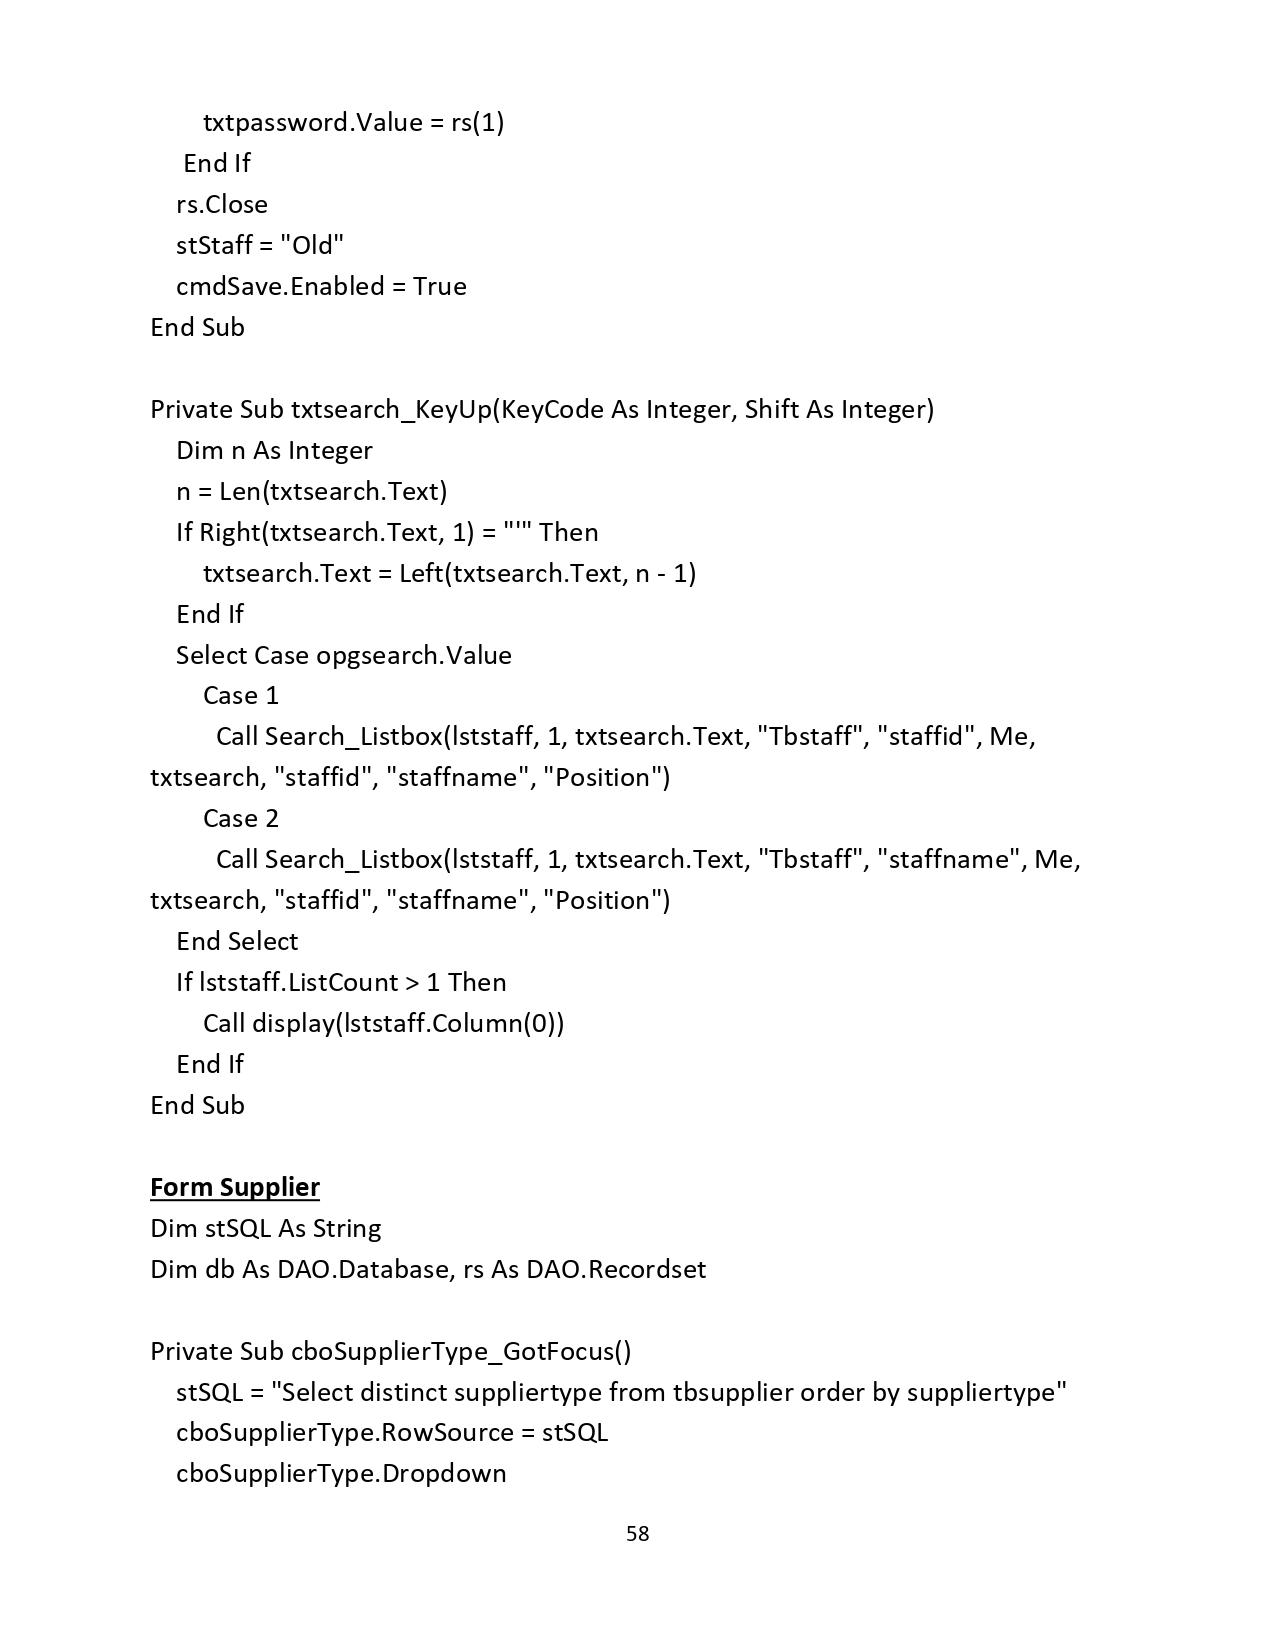 txtpassword.Value = rs(1)
End If
rs.Close
stStaff = "Old"
cmdSave.Enabled = True
End Sub
Private Sub txtsearch_KeyUp(KeyCode As Integer, Shift As Integer)
Dim n As Integer
n = Len(txtsearch.Text)
If Right(txtsearch.Text, 1) = "'" Then
txtsearch.Text = Left(txtsearch.Text, n - 1)
End If
Select Case opgsearch.Value
Case 1
Call Search_Listbox(lststaff, 1, txtsearch.Text, "Tbstaff", "staffid", Me,
txtsearch, "staffid", "staffname", "Position")
Case 2
Call Search_Listbox(lststaff, 1, txtsearch.Text, "Tbstaff", "staffname", Me,
txtsearch, "staffid", "staffname", "Position")
End Select
If lststaff.ListCount > 1 Then
Call display(lststaff.Column(0))
End If
End Sub
Form Supplier
Dim stSQL As String
Dim db As DAO.Database, rs As DAO.Recordset
Private Sub cboSupplierType_GotFocus()
stSQL = "Select distinct suppliertype from tbsupplier order by suppliertype"
cboSupplierType.RowSource = stSQL
cboSupplierType.Dropdown
58